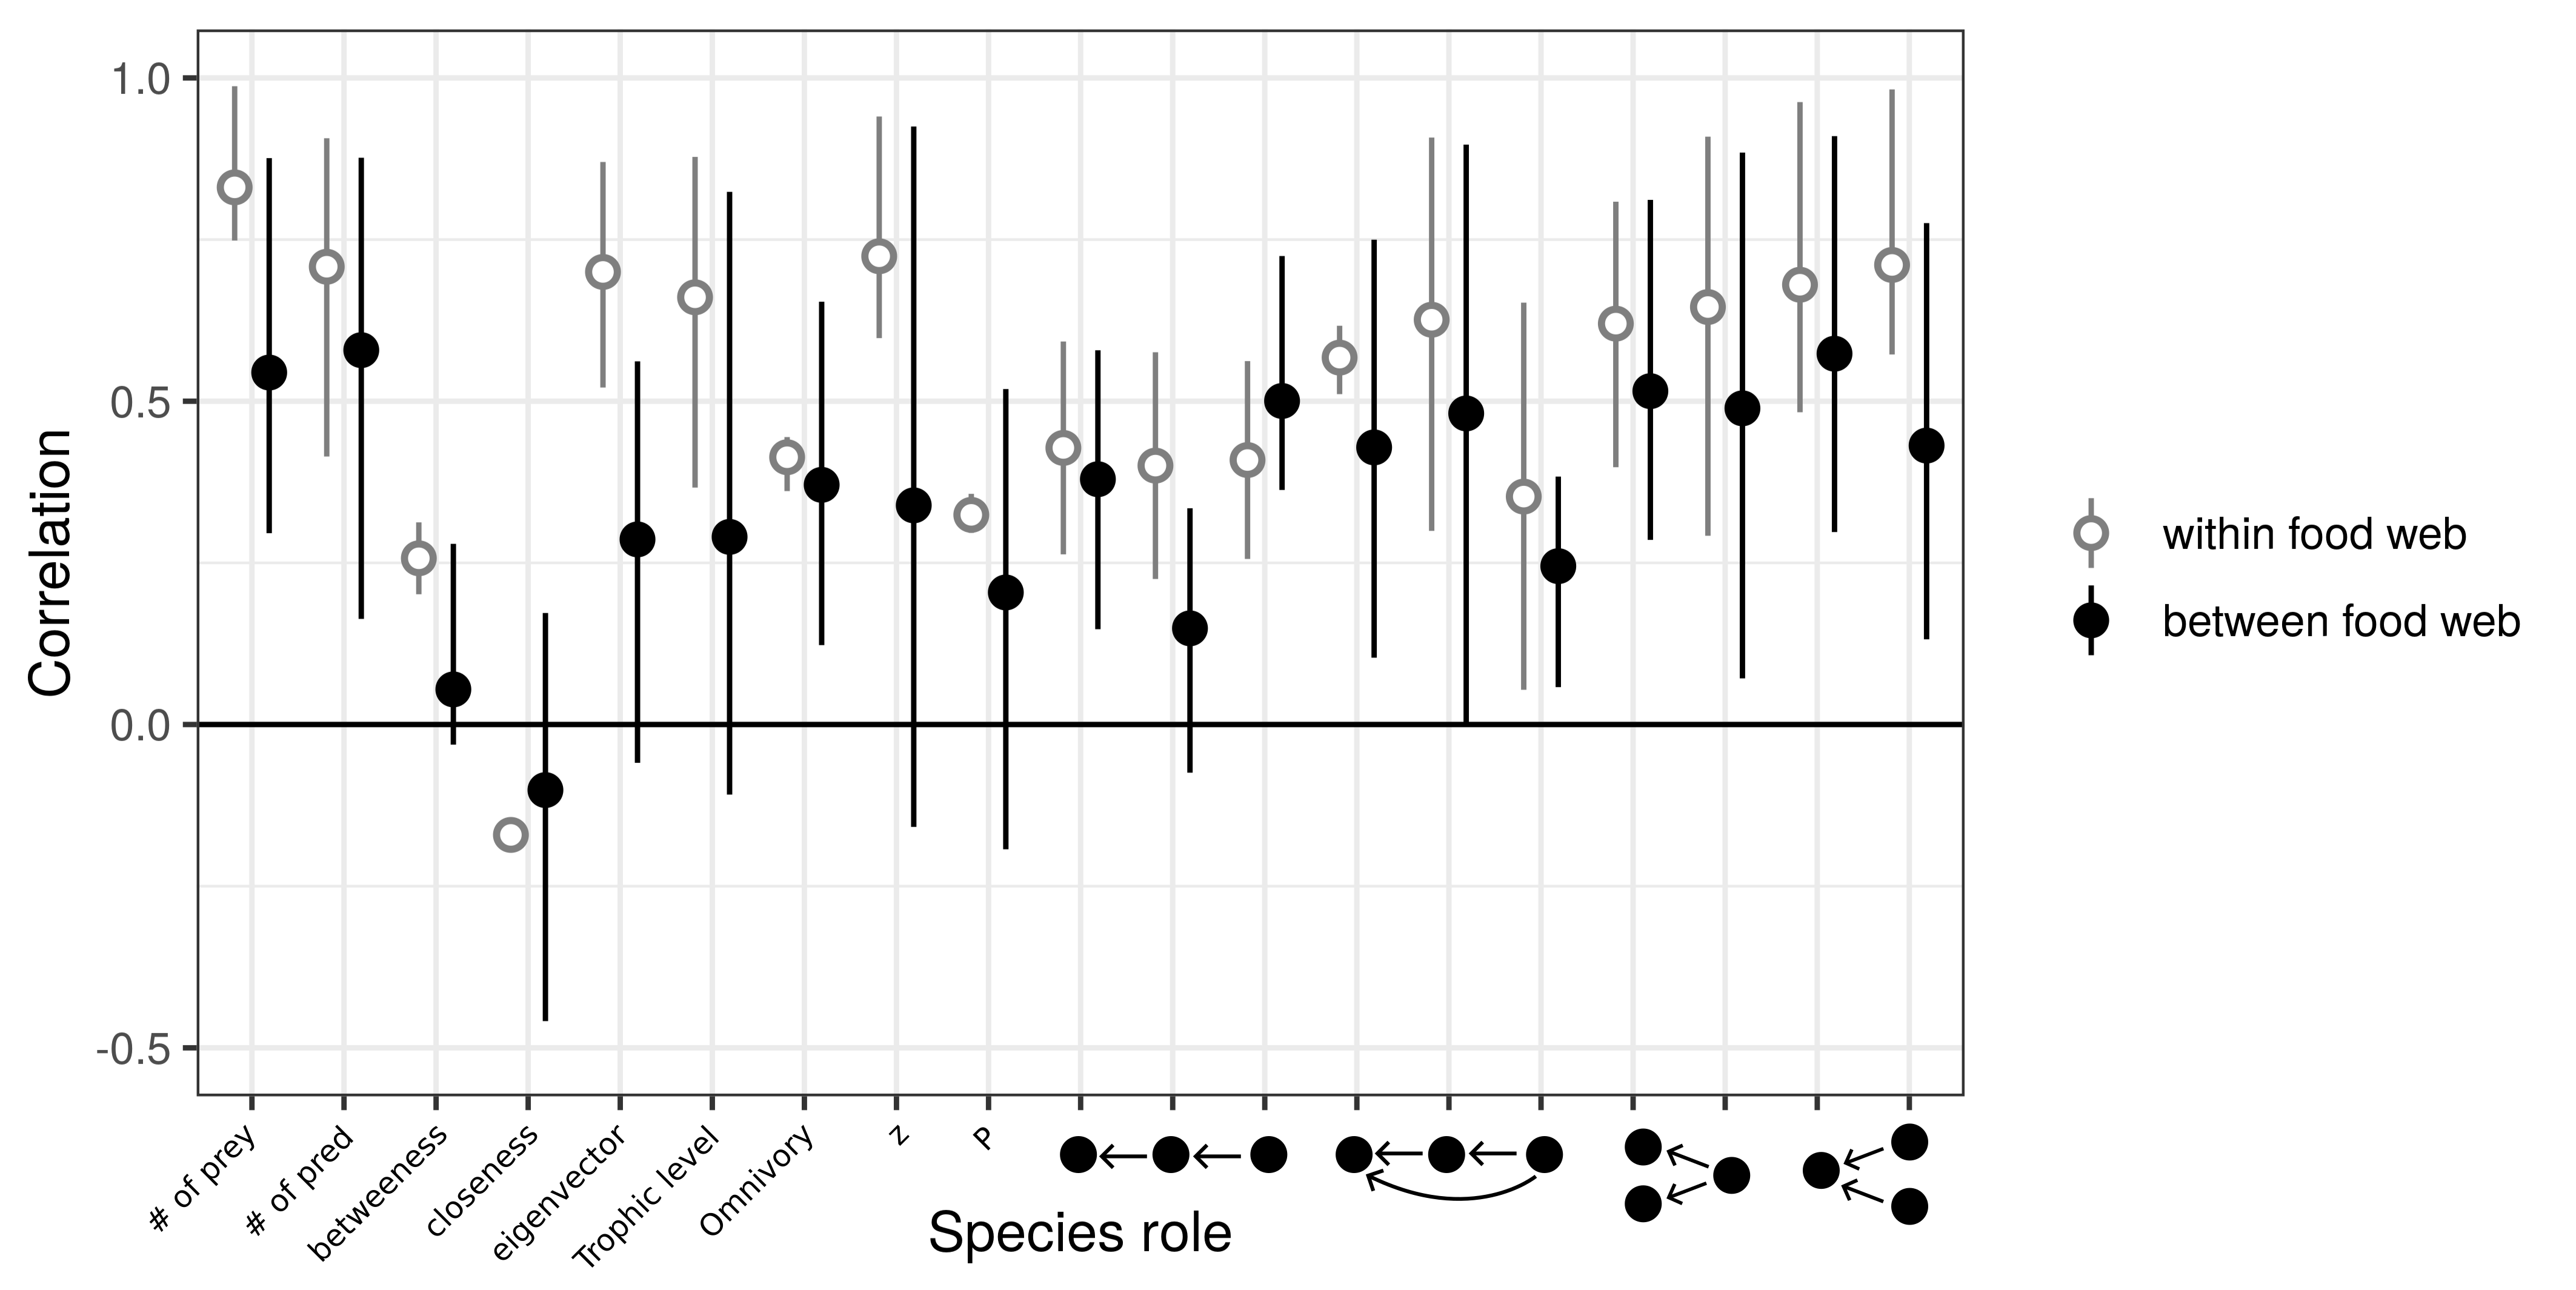 1.0
0.5
0.0
-0.5
Correlation
# of prey
# of pred
betweeness
closeness
eigenvector
Trophic level
Omnivory
z
P
Species role
within food web
between food web